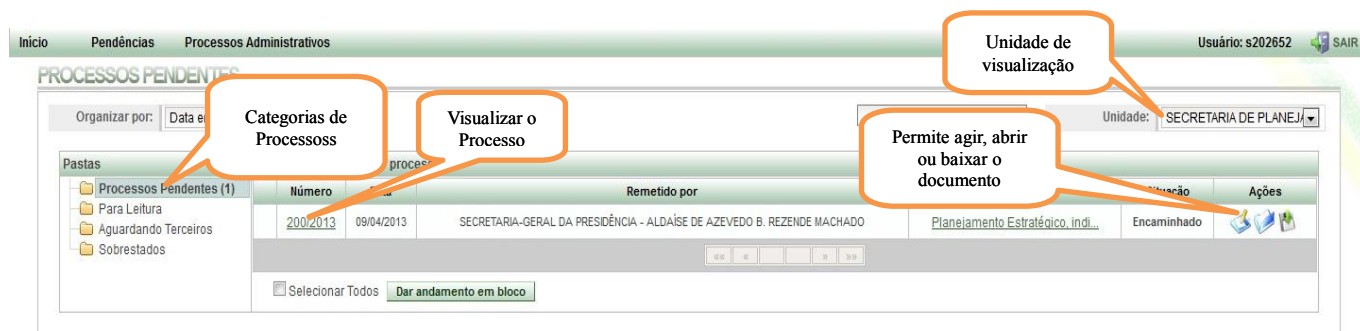 Início Pendências Processos Administrativos Usuário: s202652 SAIR
Unidade de
visualização
PROCESSOS PENDENTES
Categorias de
Processoss
Visualizar o
Processo
Organizar por: Data en
Unidade: SECRETARIA DE PLANEJA
Permite agir, abrir
ou baixar o
documento
Pastas
Processos Pendentes (1)
Para Leitura
Aguardando Terceiros
Sobrestados
Número Remetido por Situação Ações
200/2013 09/04/2013 SECRETARIA-GERAL DA PRESIDÊNCIA - ALDAÍSE DE AZEVEDO B. REZENDE MACHADO Planejamento Estratégico, indi... Encaminhado
«« « » »»
Selecionar Todos Dar andamento em bloco